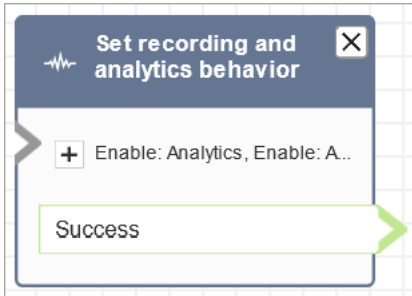 Set recording and
analytics behavior
Enable: Analytics, Enable: A...
Success